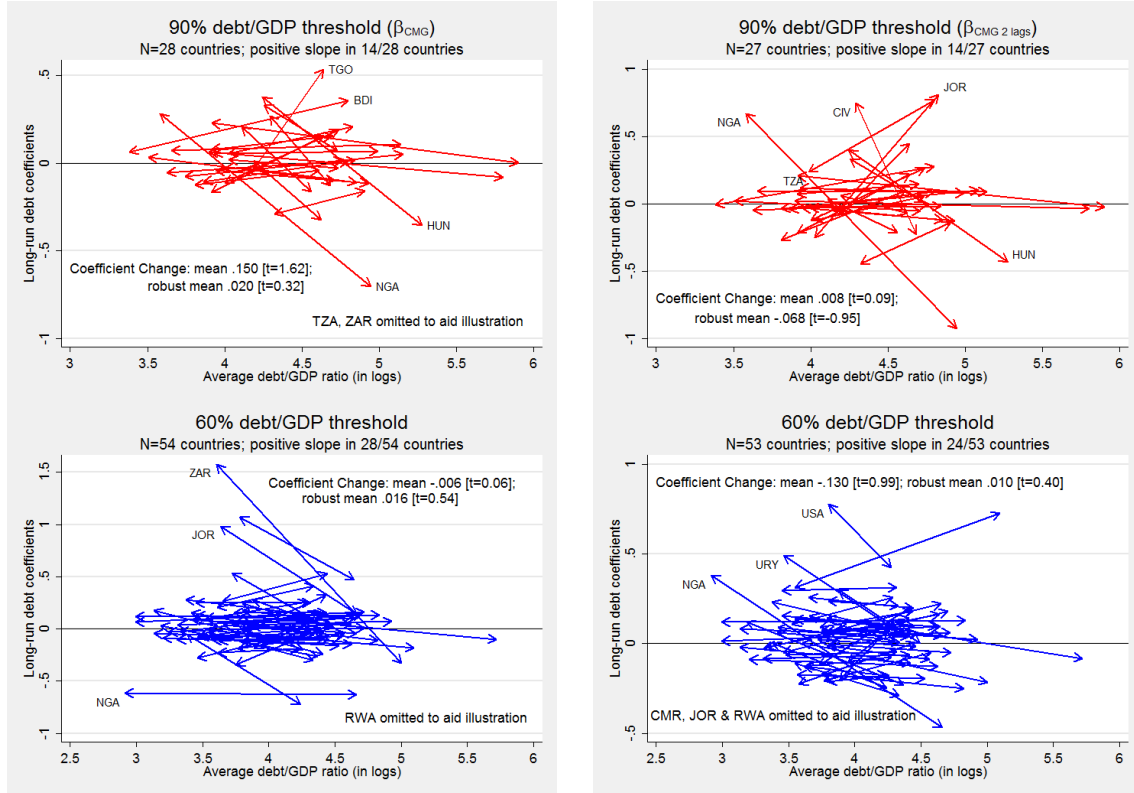 90% debt/GDP threshold (βCMG)
N=28 countries; positive slope in 14/28 countries
Long-run debt coefficients
.5
0
-.5
-1
TGO
BDI
HUN
NGA
Coefficient Change: mean .150 [t=1.62];
robust mean .020 [t=0.32]
TZA, ZAR omitted to aid illustration
3 3.5 4 4.5 5 5.5 6
Average debt/GDP ratio (in logs)
90% debt/GDP threshold (βCMG 2 lags)
N=27 countries; positive slope in 14/27 countries
Long-run debt coefficients
1
.5
0
-.5
-1
JOR
CIV
NGA
TZA
HUN
Coefficient Change: mean .008 [t=0.09];
robust mean -.068 [t=-0.95]
3 3.5 4 4.5 5 5.5 6
Average debt/GDP ratio (in logs)
60% debt/GDP threshold
N=54 countries; positive slope in 28/54 countries
Long-run debt coefficients
1.5
1
.5
0
-.5
-1
ZAR
Coefficient Change: mean -.006 [t=0.06];
robust mean .016 [t=0.54]
JOR
NGA
RWA omitted to aid illustration
2.5 3 3.5 4 4.5 5 5.5 6
Average debt/GDP ratio (in logs)
60% debt/GDP threshold
N=53 countries; positive slope in 24/53 countries
Long-run debt coefficients
1
.5
0
-.5
Coefficient Change: mean -.130 [t=0.99]; robust mean .010 [t=0.40]
USA
URY
NGA
CMR, JOR & RWA omitted to aid illustration
2.5 3 3.5 4 4.5 5 5.5 6
Average debt/GDP ratio (in logs)